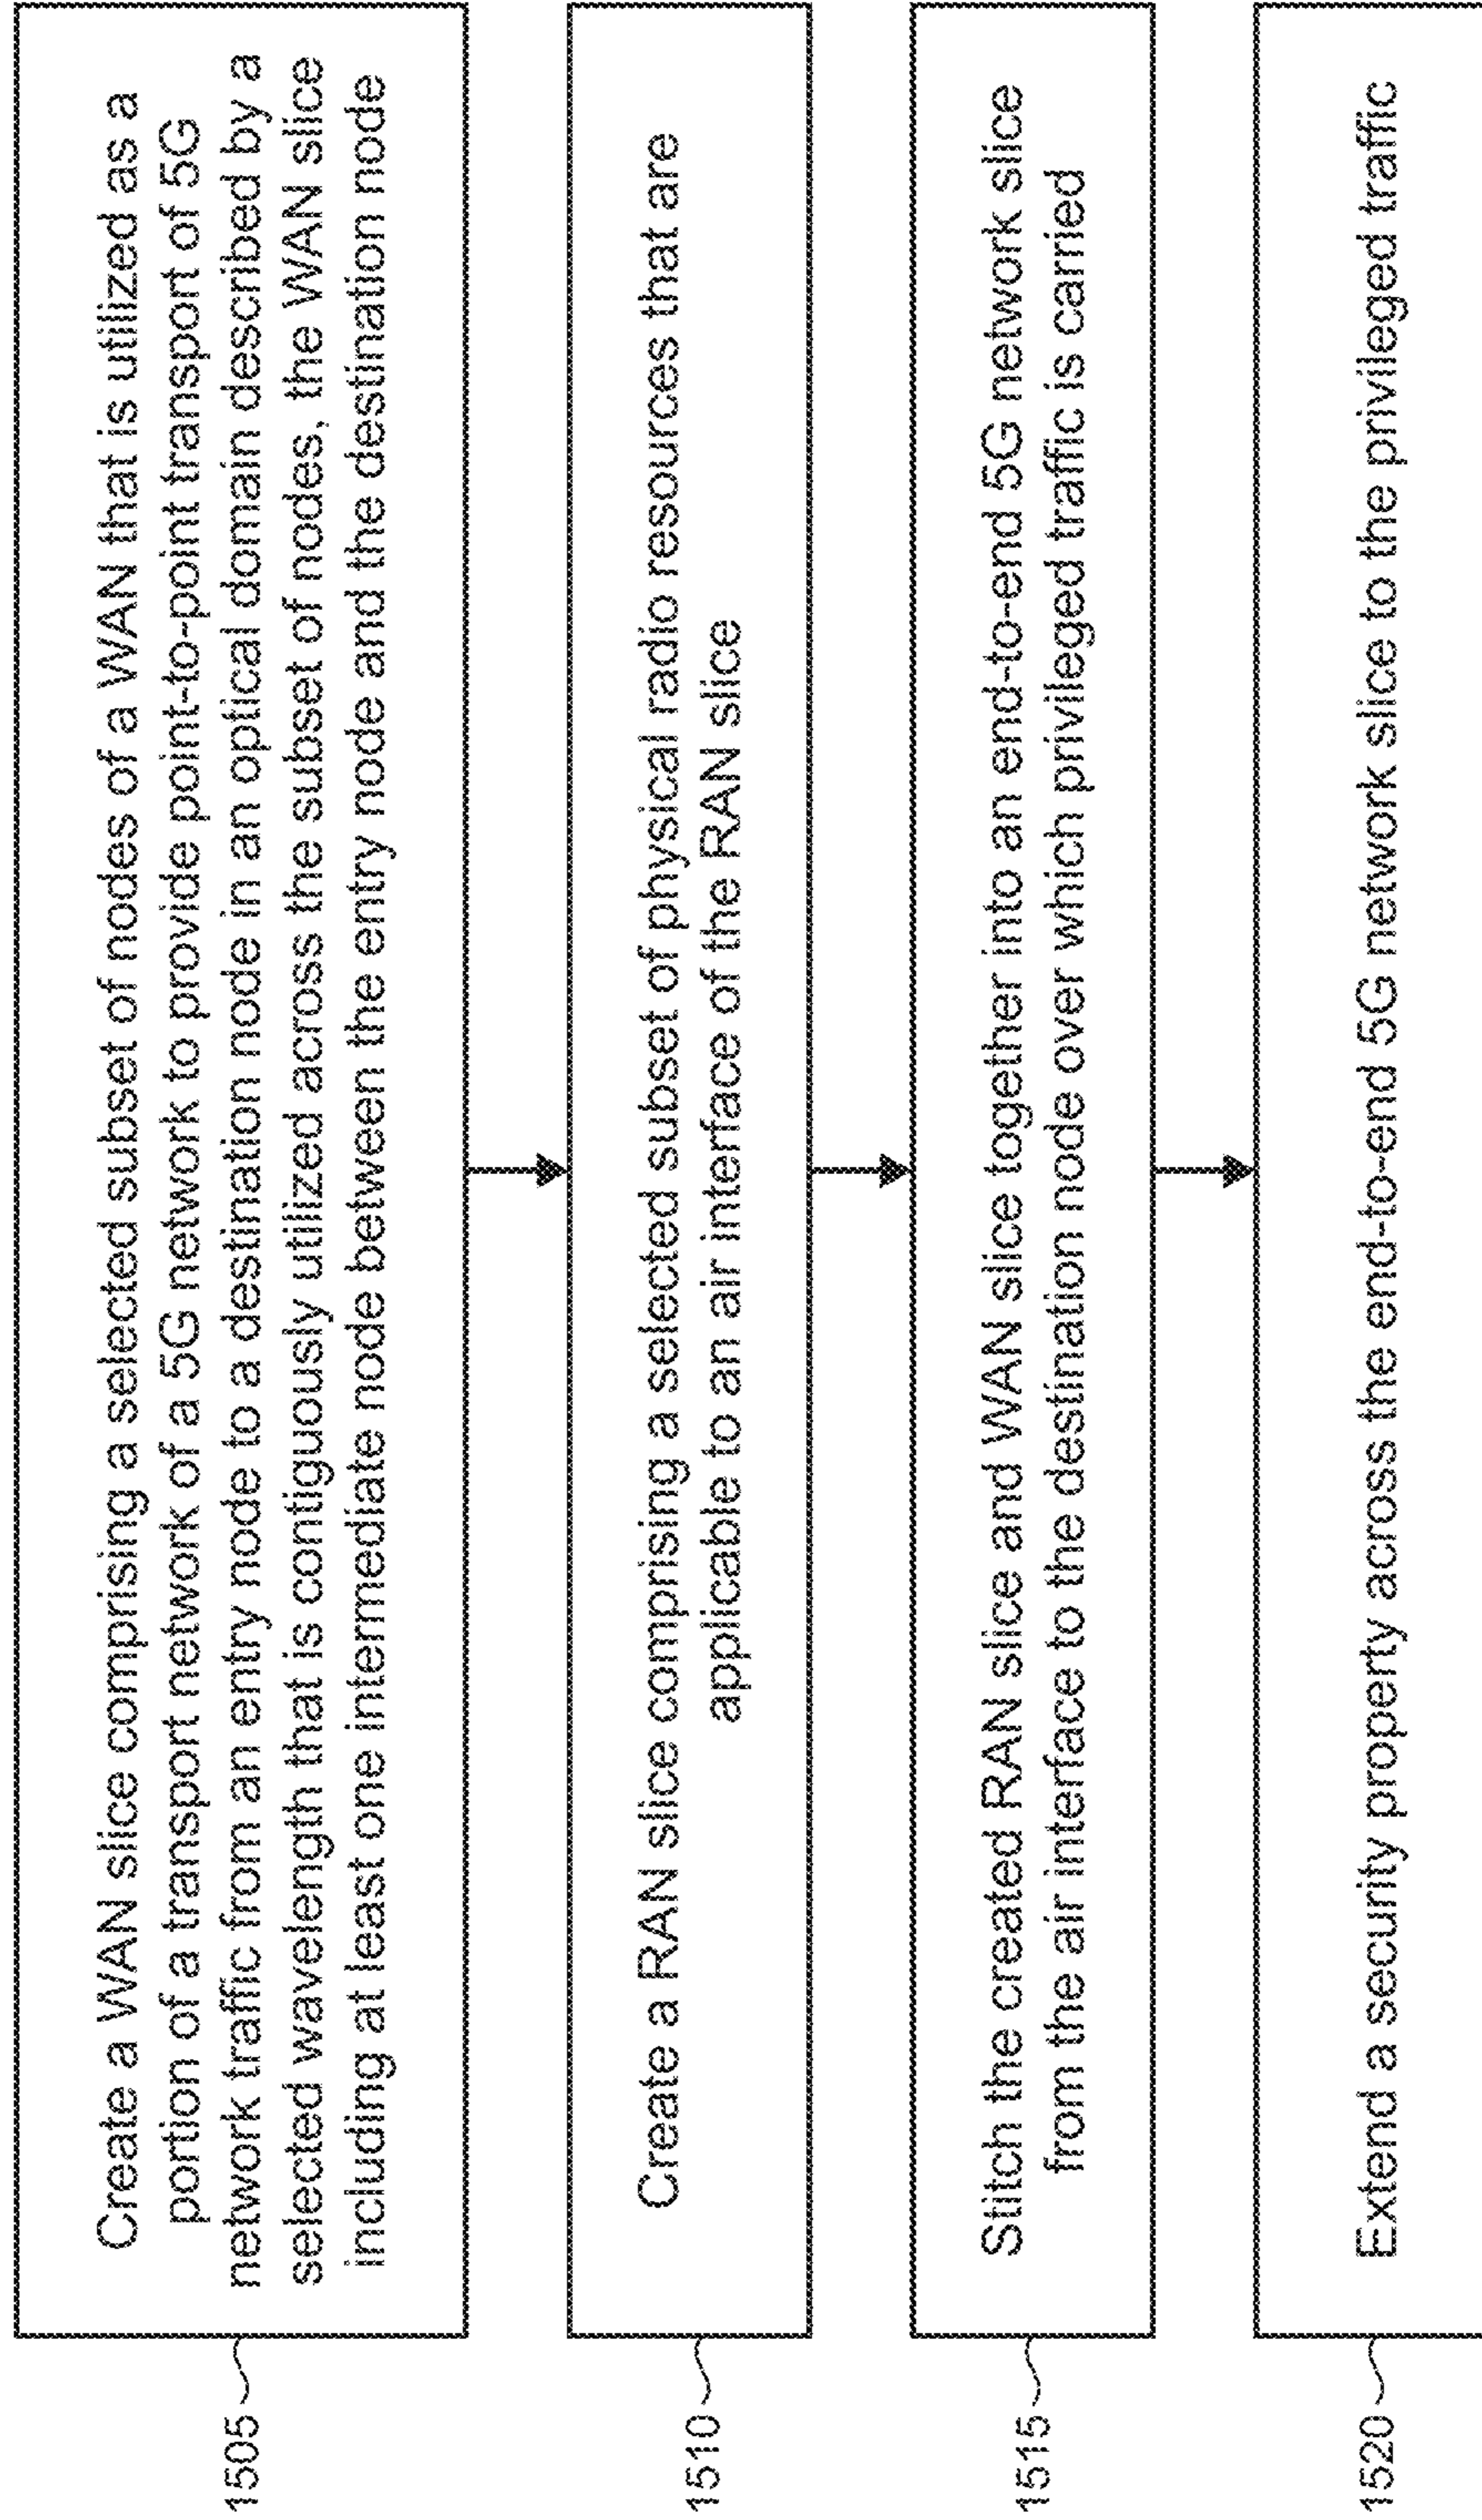 1505
Create a WAN slice comprising a selected subset of nodes of a WAN that is utilized as a
portion of a transport network of a 5G network to provide point-to-point transport of 5G
network traffic from an entry node to a destination node in an optical domain described by a
selected wavelength that is contiguously utilized across the subset of nodes, the WAN slice
including at least one intermediate node between the entry node and the destination node
1510
Create a RAN slice comprising a selected subset of physical radio resources that are
applicable to an air interface of the RAN slice
1515
Stitch the created RAN slice and WAN slice together into an end-to-end 5G network slice
from the air interface to the destination node over which privileged traffic is carried
1520
Extend a security property across the end-to-end 5G network slice to the privileged traffic